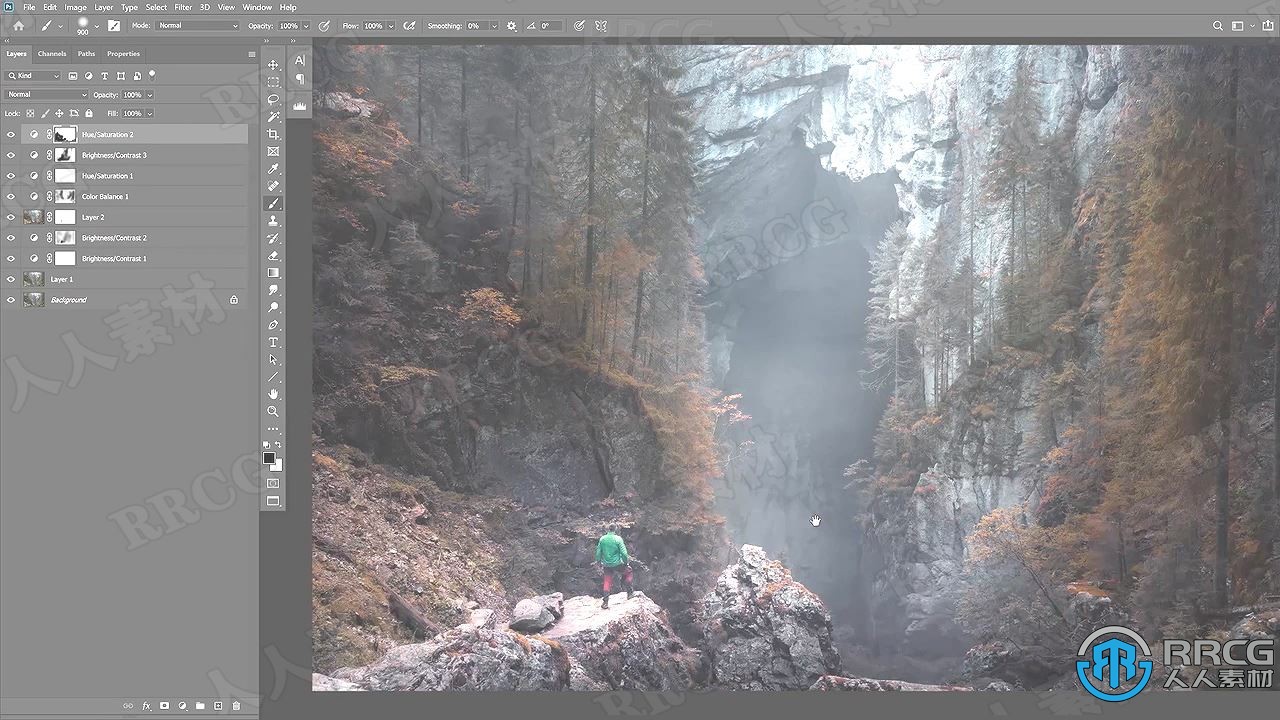 Ps File Edit Image Layer Type Select Filter 3D View Window Help
900 Mode: Normal Opacity: 100% Flow: 100% Smoothing: 0% 0°
Layers Channels Paths Properties
Kind
Normal Opacity: 100%
Lock: Fill: 100%
Hue/Saturation 2
Brightness/Contrast 3
Hue/Saturation 1
Color Balance 1
Layer 2
Brightness/Contrast 2
Brightness/Contrast 1
Layer 1
Background
fx
RRCG
人人素材
RRCG
人人素材